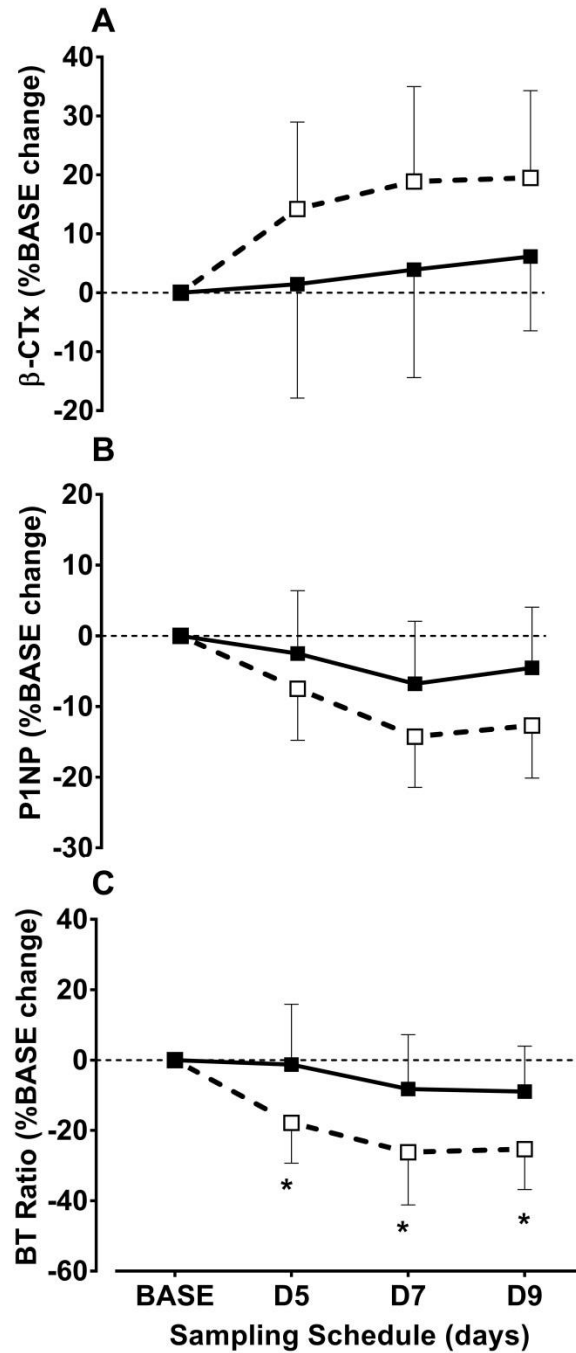 A
β-CTx (%BASE change)
40
30
20
10
0
-10
-20
B
P1NP (%BASE change)
20
10
0
-10
-20
-30
C
BT Ratio (%BASE change)
40
20
0
-20
-40
-60
* * *
BASE D5 D7 D9
Sampling Schedule (days)